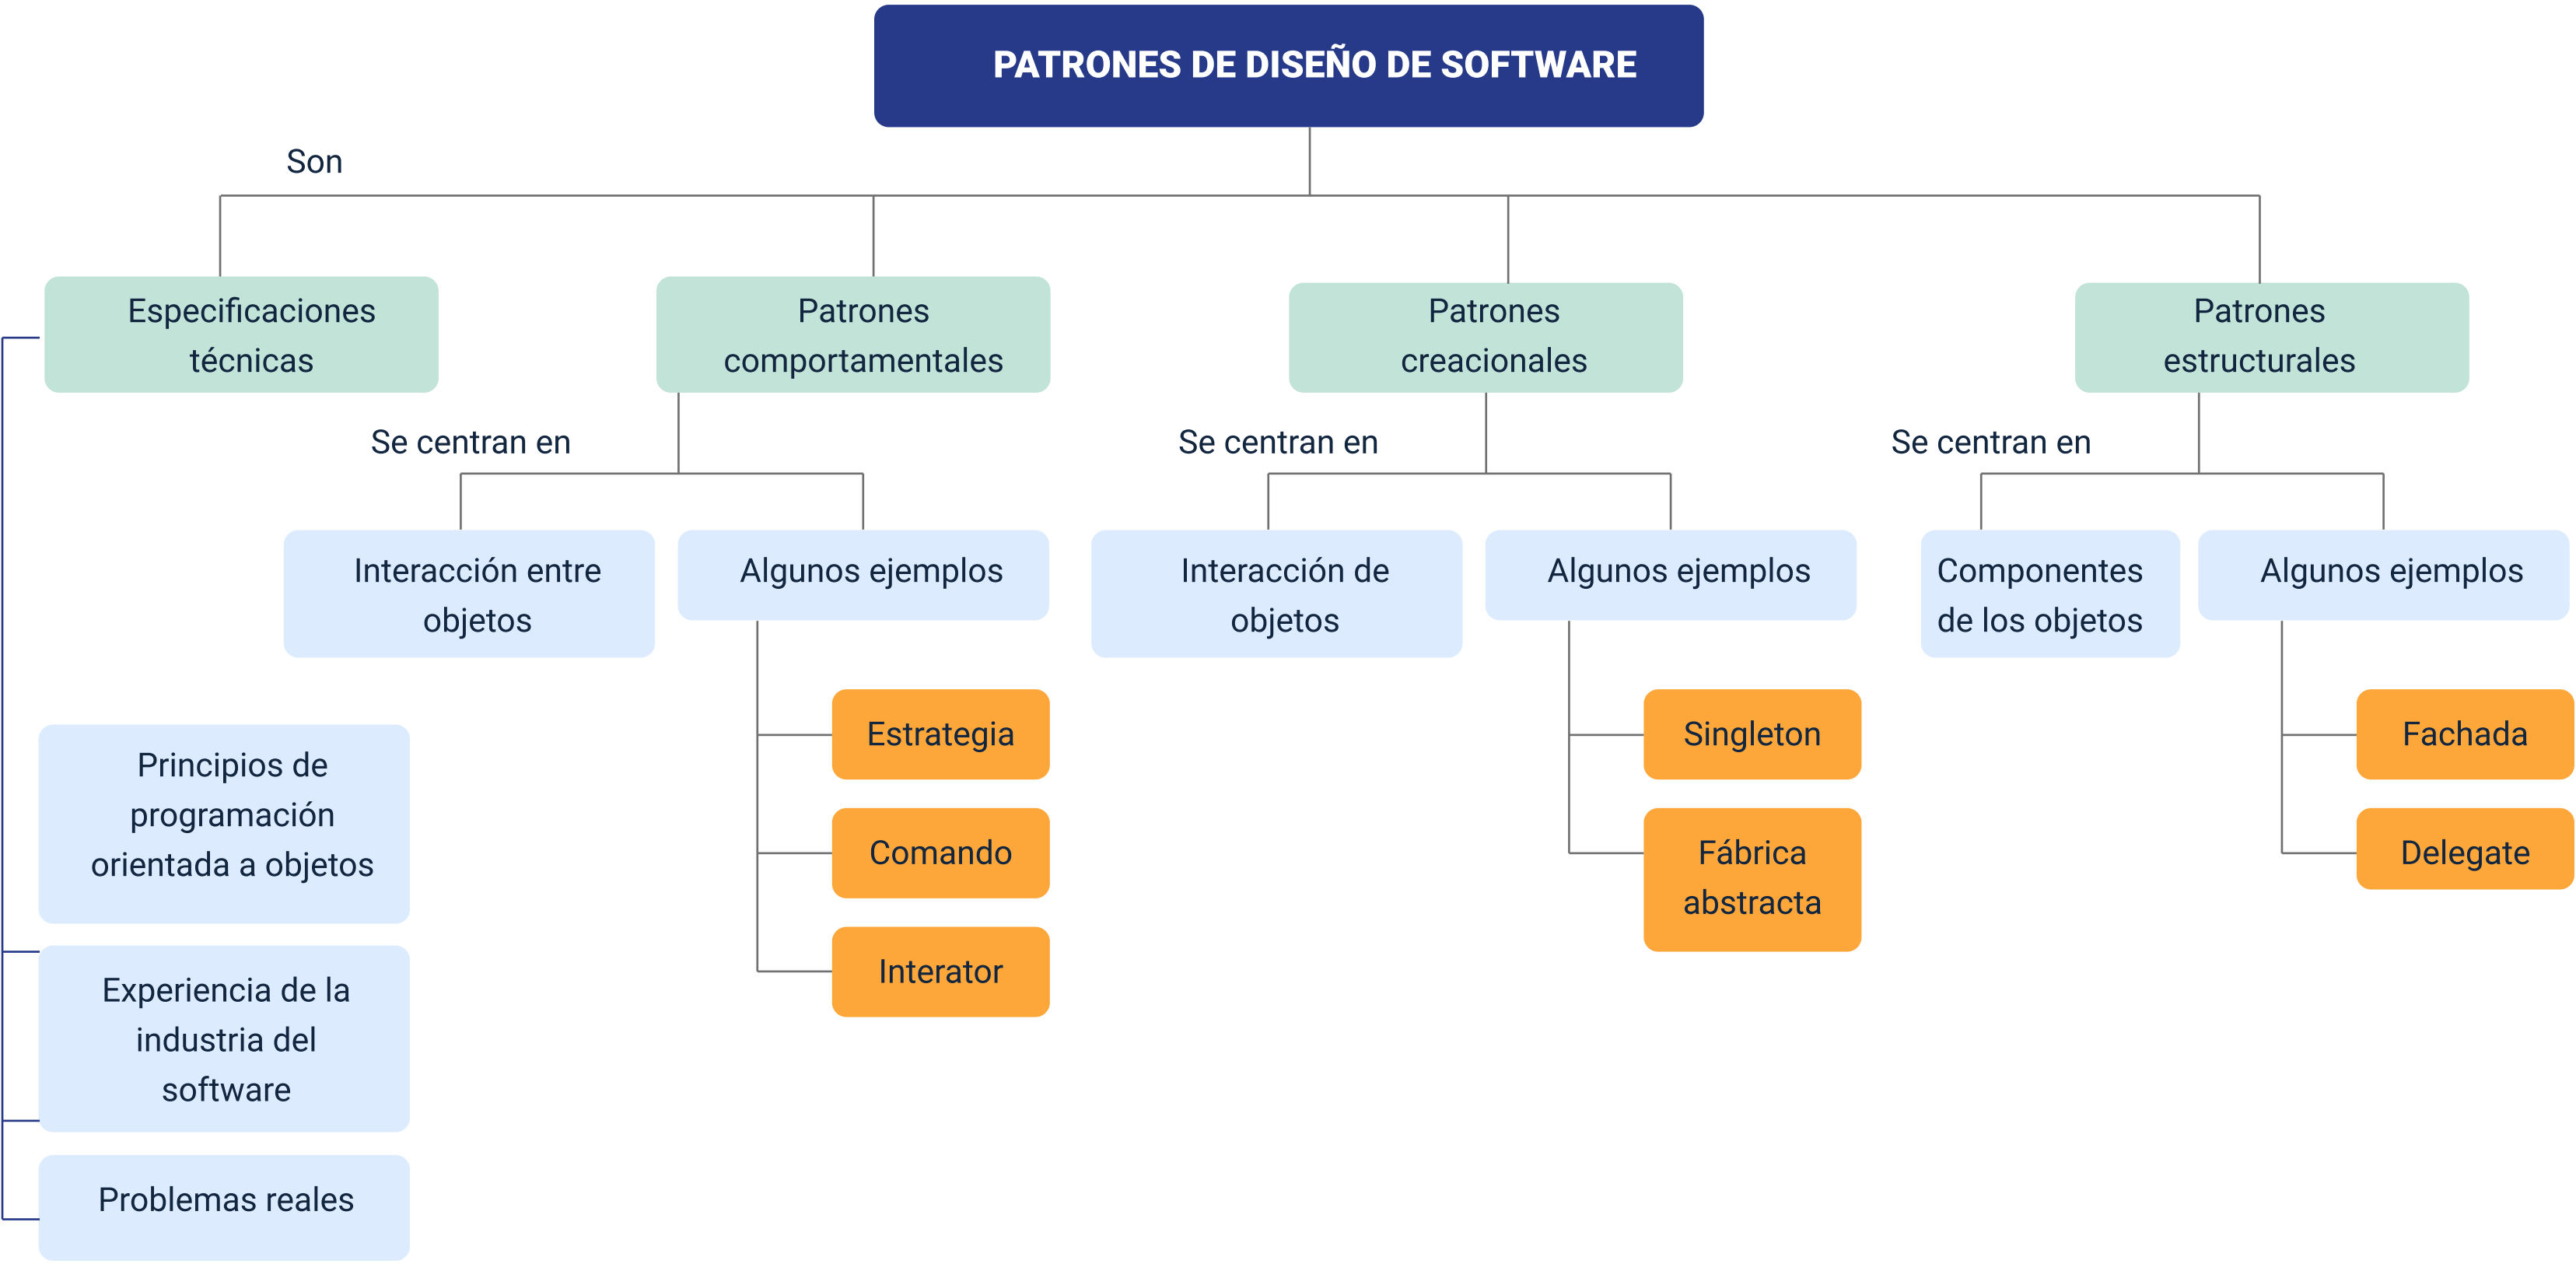 PATRONES DE DISEÑO DE SOFTWARE
Son
Especificaciones
técnicas
Patrones
comportamentales
Patrones
creacionales
Patrones
estructurales
Se centran en
Se centran en
Se centran en
Interacción entre
objetos
Algunos ejemplos
Interacción de
objetos
Algunos ejemplos
Componentes
de los objetos
Algunos ejemplos
Estrategia
Comando
Interator
Singleton
Fábrica
abstracta
Fachada
Delegate
Principios de
programación
orientada a objetos
Experiencia de la
industria del
software
Problemas reales